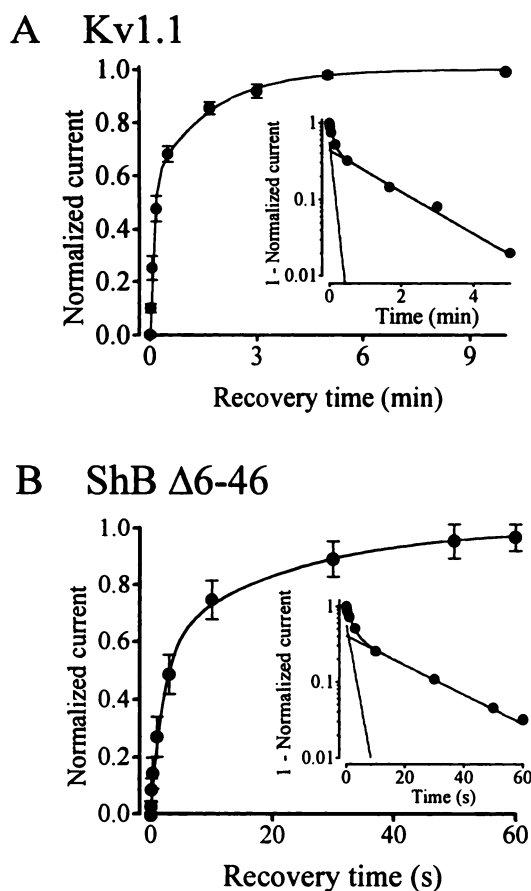 A Kv1.1
Normalized current
1.0
0.8
0.6
0.4
0.2
0.0
0 3 6 9
Recovery time (min)
1 - Normalized current
1
0.1
0.01
0 2 4
Time (min)
B ShB Δ6-46
Normalized current
1.0
0.8
0.6
0.4
0.2
0.0
0 20 40 60
Recovery time (s)
1 - Normalized current
1
0.1
0.01
0 20 40 60
Time (s)